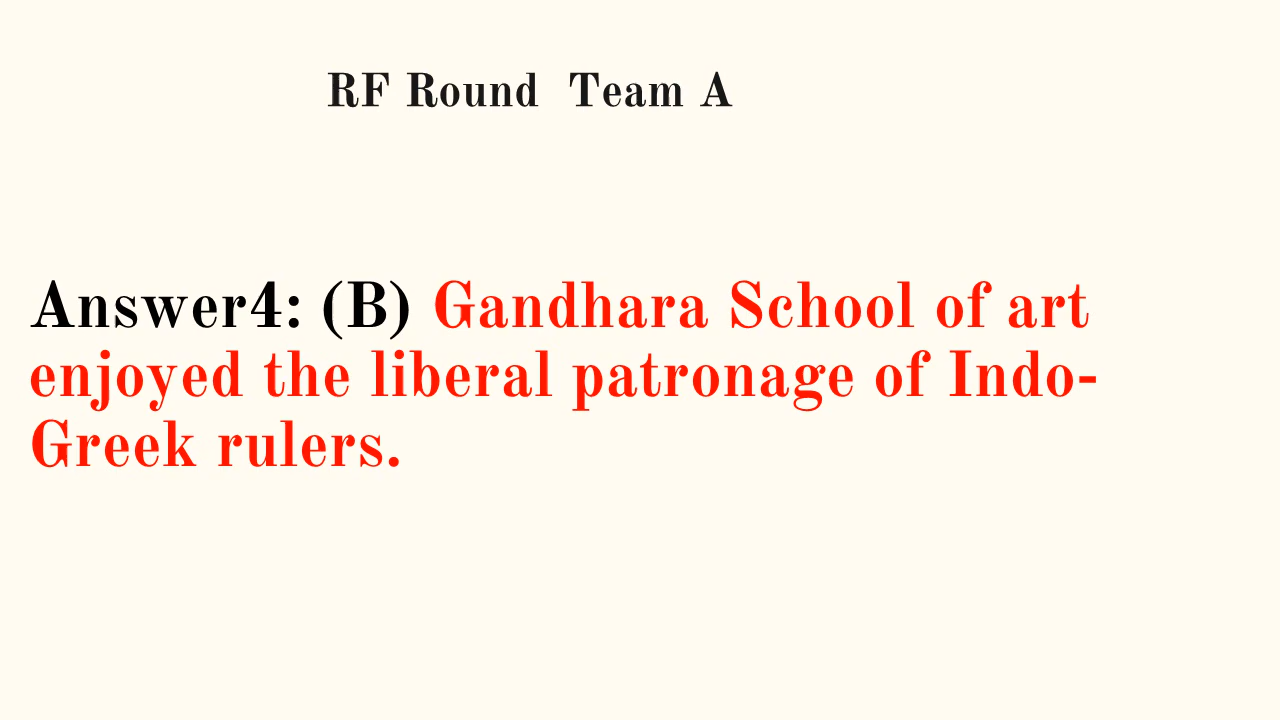 RF Round  Team A
Answer4: (B) Gandhara School of art
enjoyed the liberal patronage of Indo-
Greek rulers.